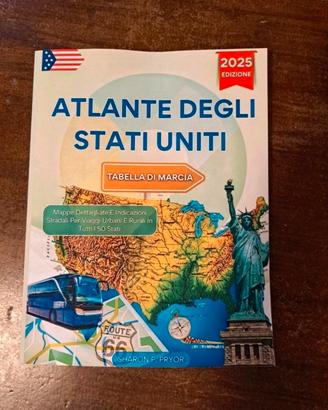 2025
EDIZIONE
ATLANTE DEGLI
STATI UNITI
TABELLA DI MARCIA
Mappe Dettagliate E Indicazioni
Stradali Per Viaggi Urbani E Rurali In
Tutti I 50 Stati
ROUTE
US
66
SHARON P. PRYOR